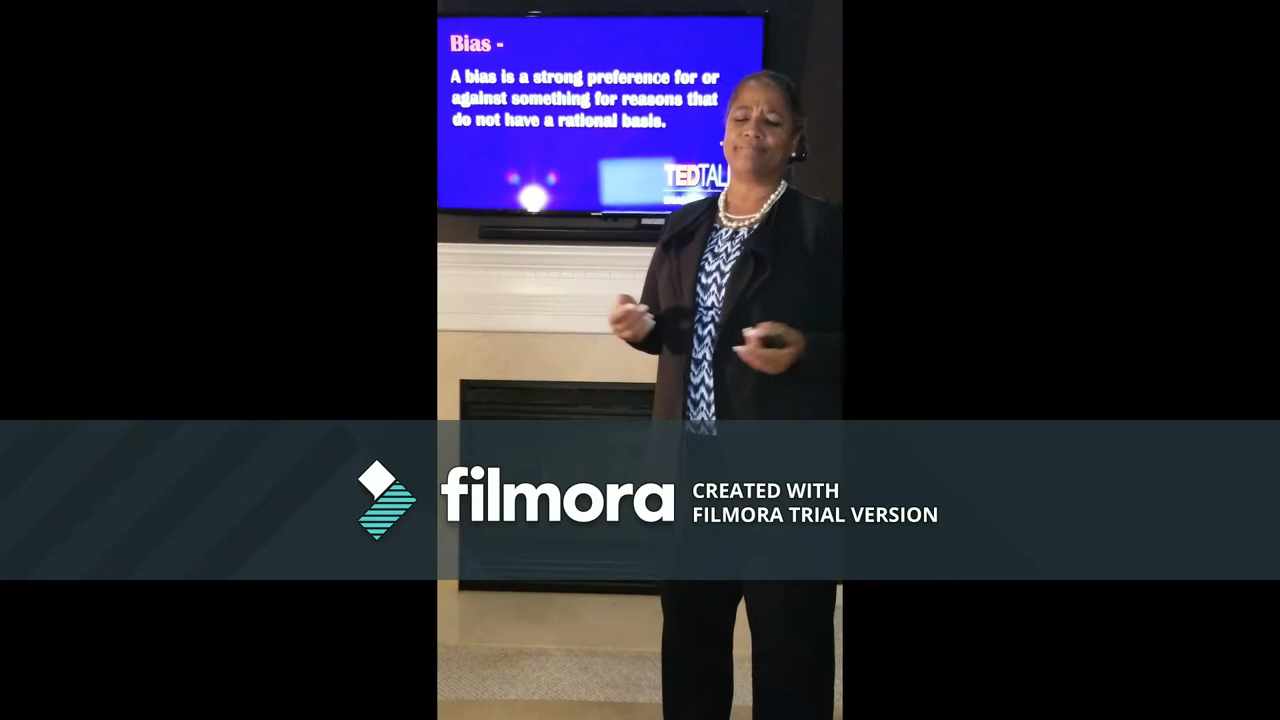 Bias -
A bias is a strong preference for or
against something for reasons that
do not have a rational basis.
TEDTAL
filmora
CREATED WITH
FILMORA TRIAL VERSION